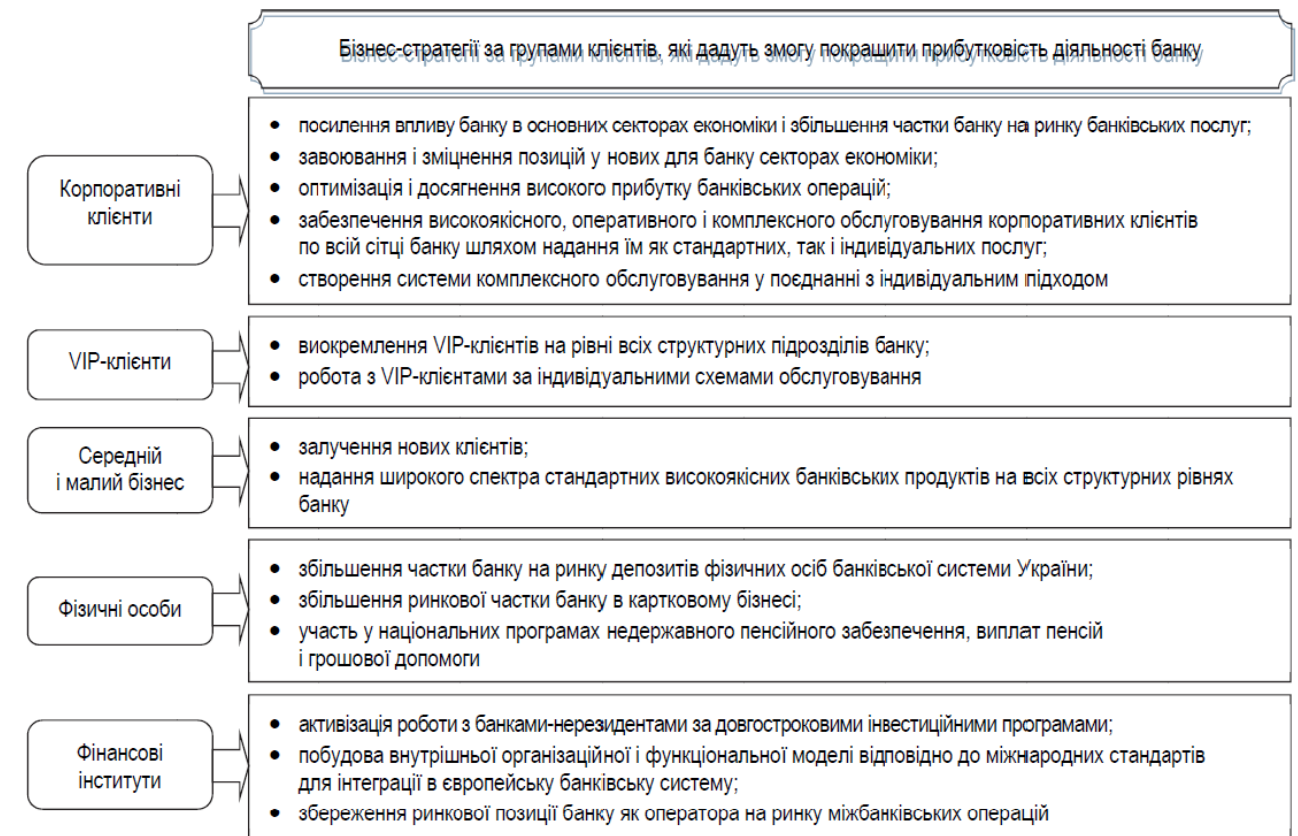 Бізнес-стратегії за групами клієнтів, які дадуть змогу покращити прибутковість діяльності банку
Корпоративні
клієнти
• посилення впливу банку в основних секторах економіки і збільшення частки банку на ринку банківських послуг;
• завоювання і зміцнення позицій у нових для банку секторах економіки;
• оптимізація і досягнення високого прибутку банківських операцій;
• забезпечення високоякісного, оперативного і комплексного обслуговування корпоративних клієнтів
по всій сітці банку шляхом надання їм як стандартних, так і індивідуальних послуг;
• створення системи комплексного обслуговування у поєднанні з індивідуальним підходом
VIP-клієнти
• виокремлення VIP-клієнтів на рівні всіх структурних підрозділів банку;
• робота з VIP-клієнтами за індивідуальними схемами обслуговування
Середній
і малий бізнес
• залучення нових клієнтів;
• надання широкого спектра стандартних високоякісних банківських продуктів на всіх структурних рівнях
банку
Фізичні особи
• збільшення частки банку на ринку депозитів фізичних осіб банківської системи України;
• збільшення ринкової частки банку в картковому бізнесі;
• участь у національних програмах недержавного пенсійного забезпечення, виплат пенсій
і грошової допомоги
Фінансові
інститути
• активізація роботи з банками-нерезидентами за довгостроковими інвестиційними програмами;
• побудова внутрішньої організаційної і функціональної моделі відповідно до міжнародних стандартів
для інтеграції в європейську банківську систему;
• збереження ринкової позиції банку як оператора на ринку міжбанківських операцій